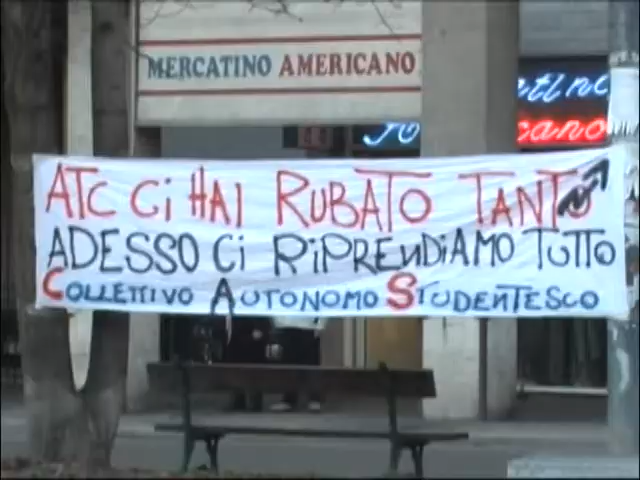 MERCATINO AMERICANO
ATC Ci HAI RUBATO TANTO
ADESSO Ci RiPRENDiAMO TUTTO
COLLETTIVO AUTONOMO STUDENTESCO